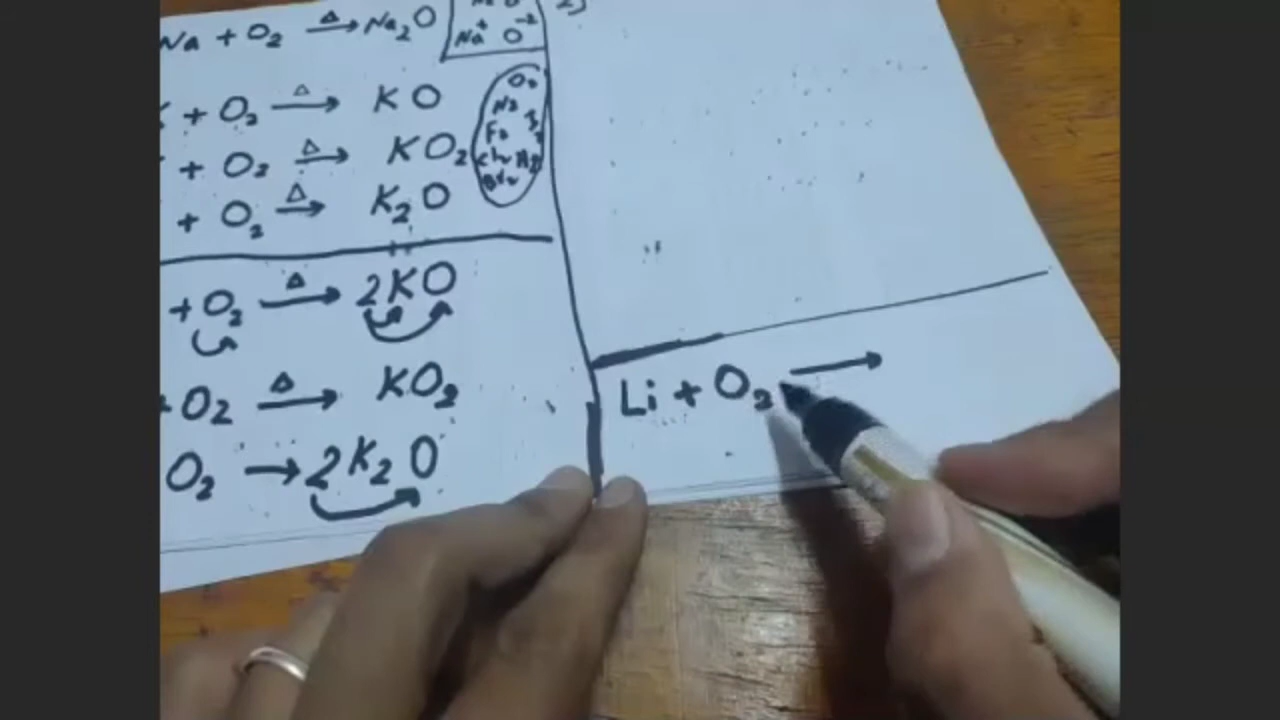 Na + O₂ —Δ→ Na₂O
Na⁺ O⁻²
+ O₂ —Δ→ KO
+ O₂ —Δ→ KO₂
+ O₂ —Δ→ K₂O
+ O₂ —Δ→ 2KO
+O₂ —Δ→ KO₂
O₂ → 2K₂O
Li + O₂ →